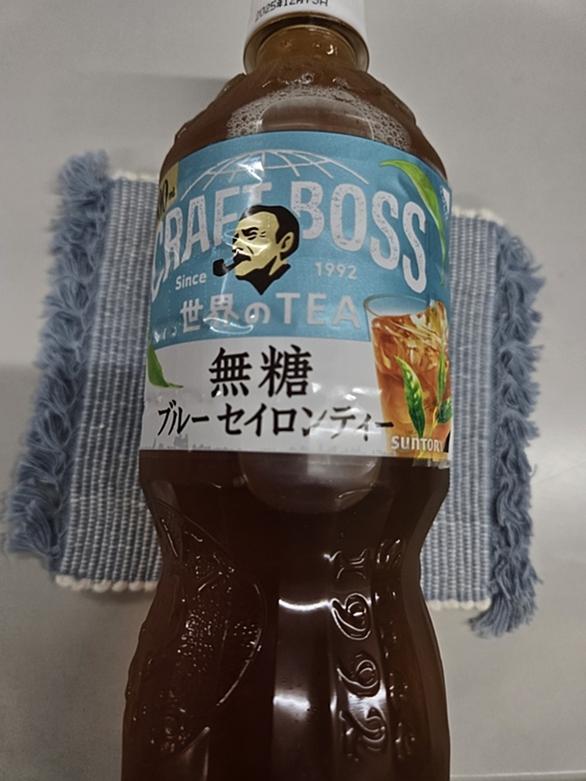 CRAFT BOSS
Since 1992
世界のTEA
無糖
ブルーセイロンティー
SUNTORY
1992